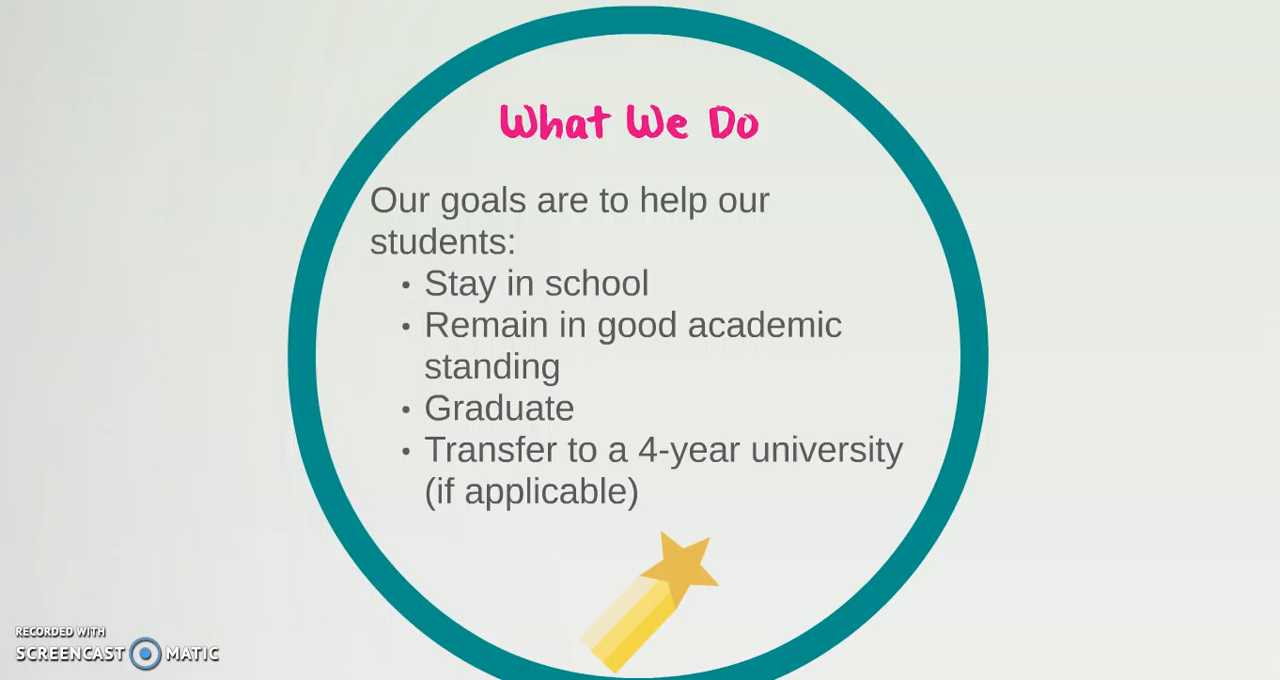 What We Do
Our goals are to help our
students:
• Stay in school
• Remain in good academic
standing
• Graduate
• Transfer to a 4-year university
(if applicable)
RECORDED WITH
SCREENCAST MATIC